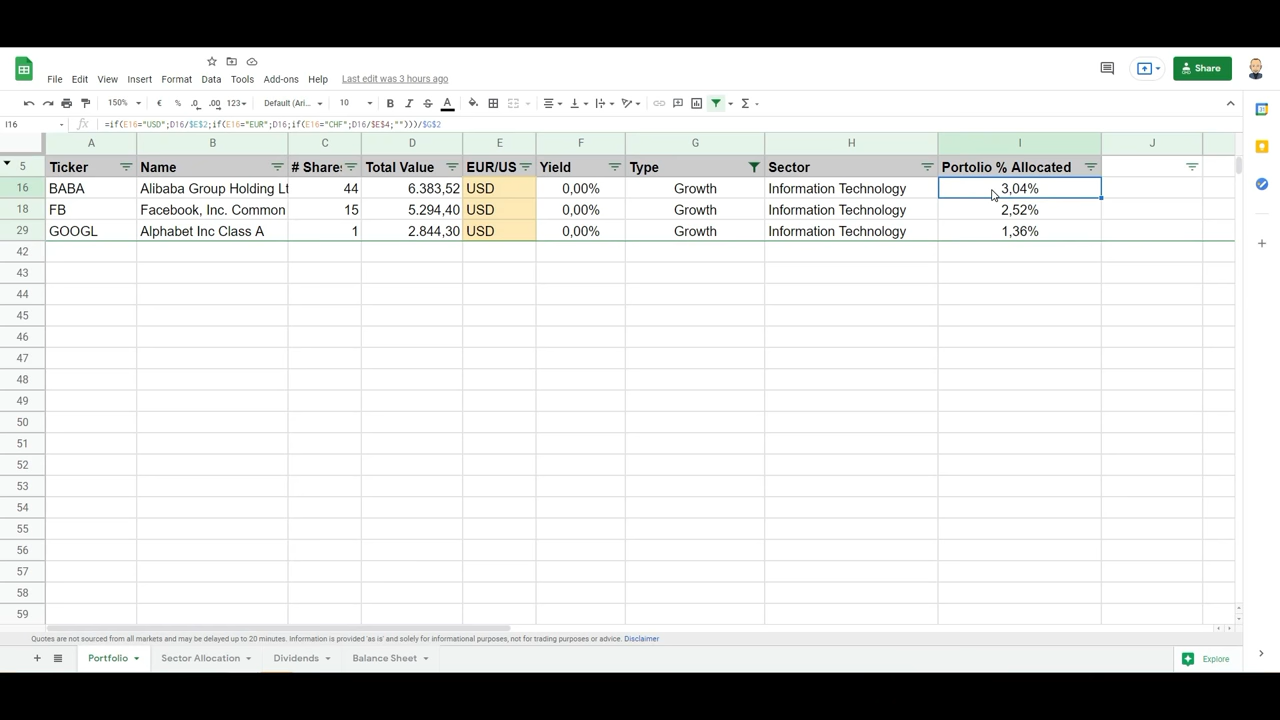 File Edit View Insert Format Data Tools Add-ons Help Last edit was 3 hours ago
Share
150% € % .0 .00 123 Default (Ari... 10 B I S A
I16 fx =if(E16="USD";D16/$E$2;if(E16="EUR";D16;if(E16="CHF";D16/$E$4;"")))/$G$2
A B C D E F G H I J
5 Ticker Name # Share Total Value EUR/US Yield Type Sector Portolio % Allocated
16 BABA Alibaba Group Holding Lt 44 6.383,52 USD 0,00% Growth Information Technology 3,04%
18 FB Facebook, Inc. Common 15 5.294,40 USD 0,00% Growth Information Technology 2,52%
29 GOOGL Alphabet Inc Class A 1 2.844,30 USD 0,00% Growth Information Technology 1,36%
42
43
44
45
46
47
48
49
50
51
52
53
54
55
56
57
58
59
Quotes are not sourced from all markets and may be delayed up to 20 minutes. Information is provided 'as is' and solely for informational purposes, not for trading purposes or advice. Disclaimer
Portfolio Sector Allocation Dividends Balance Sheet Explore